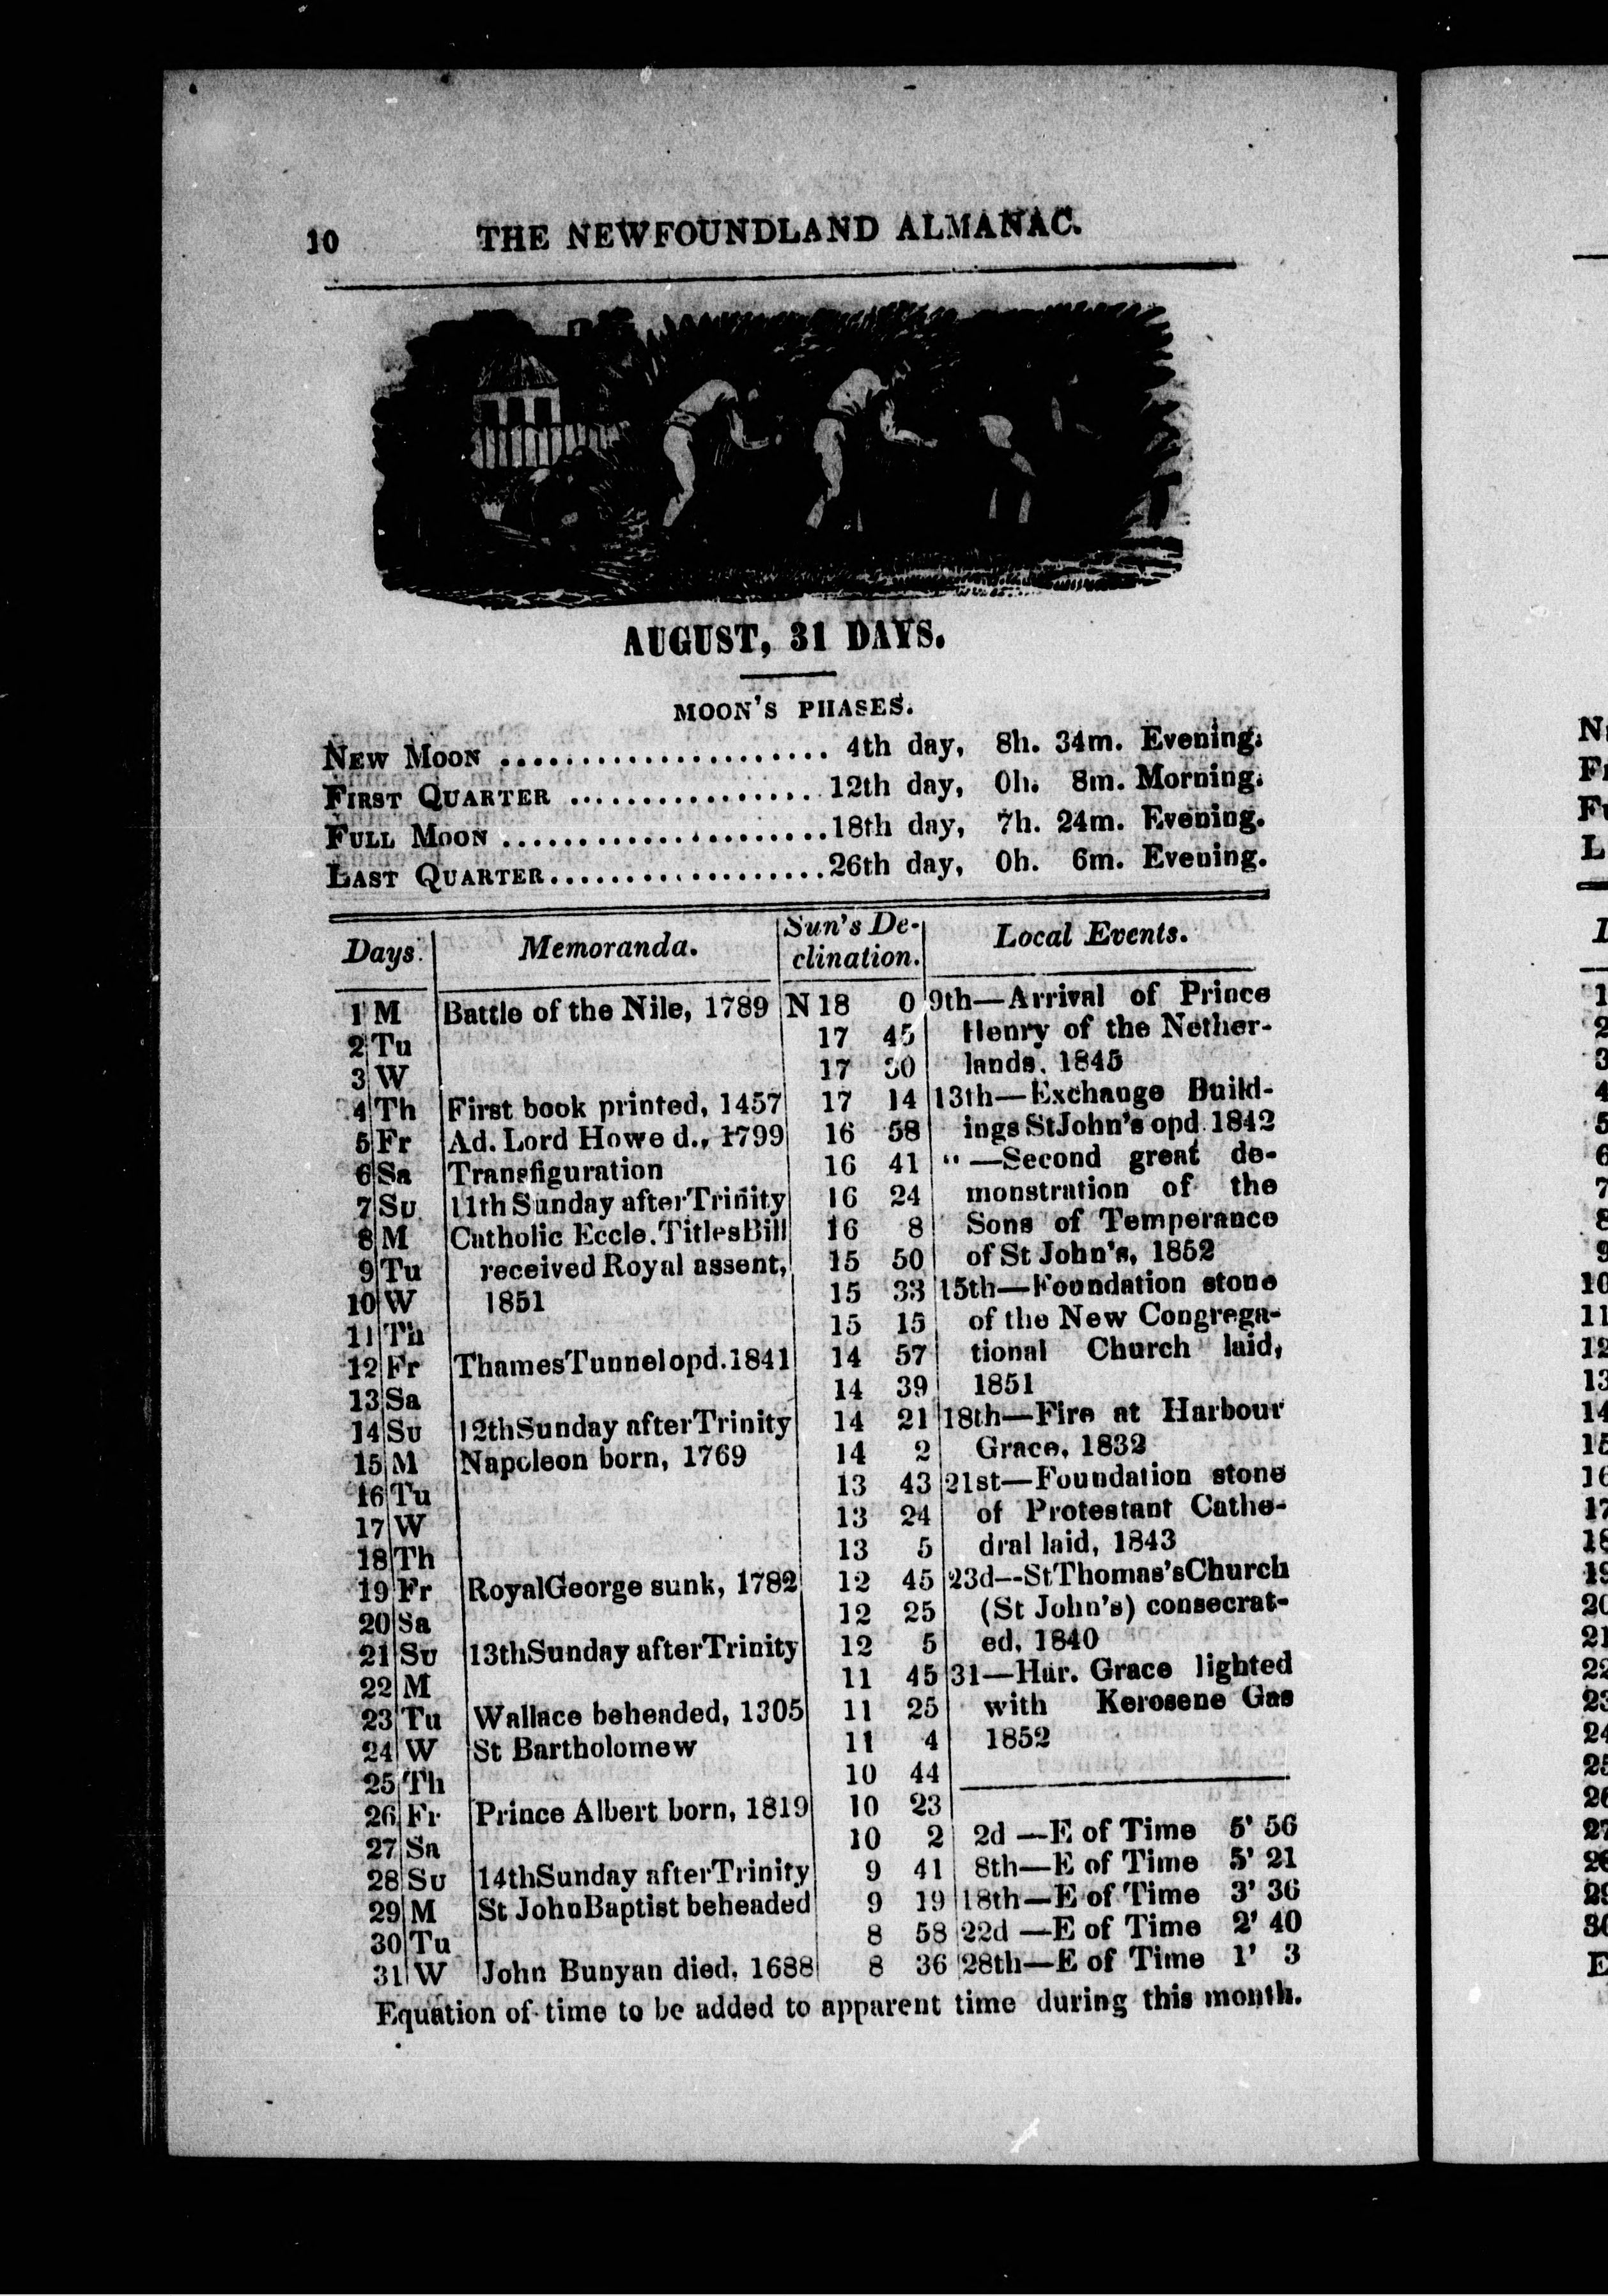 10 THE NEWFOUNDLAND ALMANAC.
AUGUST, 31 DAYS.
MOON'S PHASES.
NEW MOON ..................... 4th day, 8h. 34m. Evening.
FIRST QUARTER ................ 12th day, 0h. 8m. Morning.
FULL MOON ..................... 18th day, 7h. 24m. Evening.
LAST QUARTER.................. 26th day, 0h. 6m. Evening.
Days. Memoranda. Sun's De-clination. Local Events.
1 M Battle of the Nile, 1789 N 18 0 9th—Arrival of Prince
2 Tu 17 45 Henry of the Nether-
3 W 17 30 lands. 1845
4 Th First book printed, 1457 17 14 13th—Exchange Build-
5 Fr Ad. Lord Howe d., 1799 16 58 ings St John's opd 1842
6 Sa Transfiguration 16 41 " —Second great de-
7 Su 11th Sunday after Trinity 16 24 monstration of the
8 M Catholic Eccle. Titles Bill 16 8 Sons of Temperance
9 Tu received Royal assent, 15 50 of St John's, 1852
10 W 1851 15 33 15th—Foundation stone
11 Th 15 15 of the New Congrega-
12 Fr Thames Tunnel opd. 1841 14 57 tional Church laid,
13 Sa 14 39 1851
14 Su 12th Sunday after Trinity 14 21 18th—Fire at Harbour
15 M Napoleon born, 1769 14 2 Grace, 1832
16 Tu 13 43 21st—Foundation stone
17 W 13 24 of Protestant Cathe-
18 Th 13 5 dral laid, 1843
19 Fr Royal George sunk, 1782 12 45 23d--St Thomas's Church
20 Sa 12 25 (St John's) consecrat-
21 Su 13th Sunday after Trinity 12 5 ed, 1840
22 M 11 45 31—Har. Grace lighted
23 Tu Wallace beheaded, 1305 11 25 with Kerosene Gas
24 W St Bartholomew 11 4 1852
25 Th 10 44
26 Fr Prince Albert born, 1819 10 23
27 Sa 10 2 2d —E of Time 5' 56
28 Su 14th Sunday after Trinity 9 41 8th—E of Time 5' 21
29 M St John Baptist beheaded 9 19 18th—E of Time 3' 36
30 Tu 8 58 22d —E of Time 2' 40
31 W John Bunyan died, 1688 8 36 28th—E of Time 1' 3
Equation of time to be added to apparent time during this month.